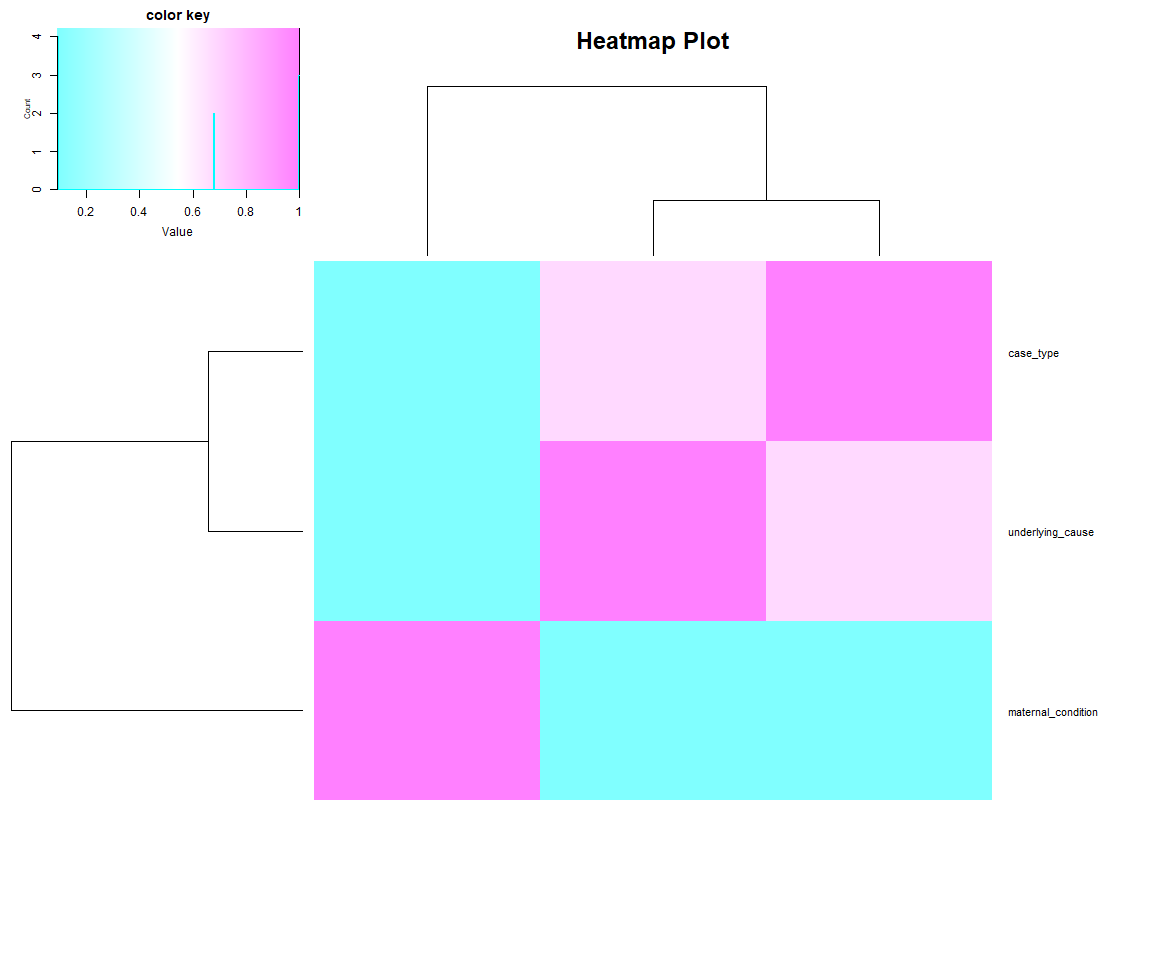 color key
Heatmap Plot
4
3
2
1
0
Count
0.2 0.4 0.6 0.8 1
Value
case_type
underlying_cause
maternal_condition